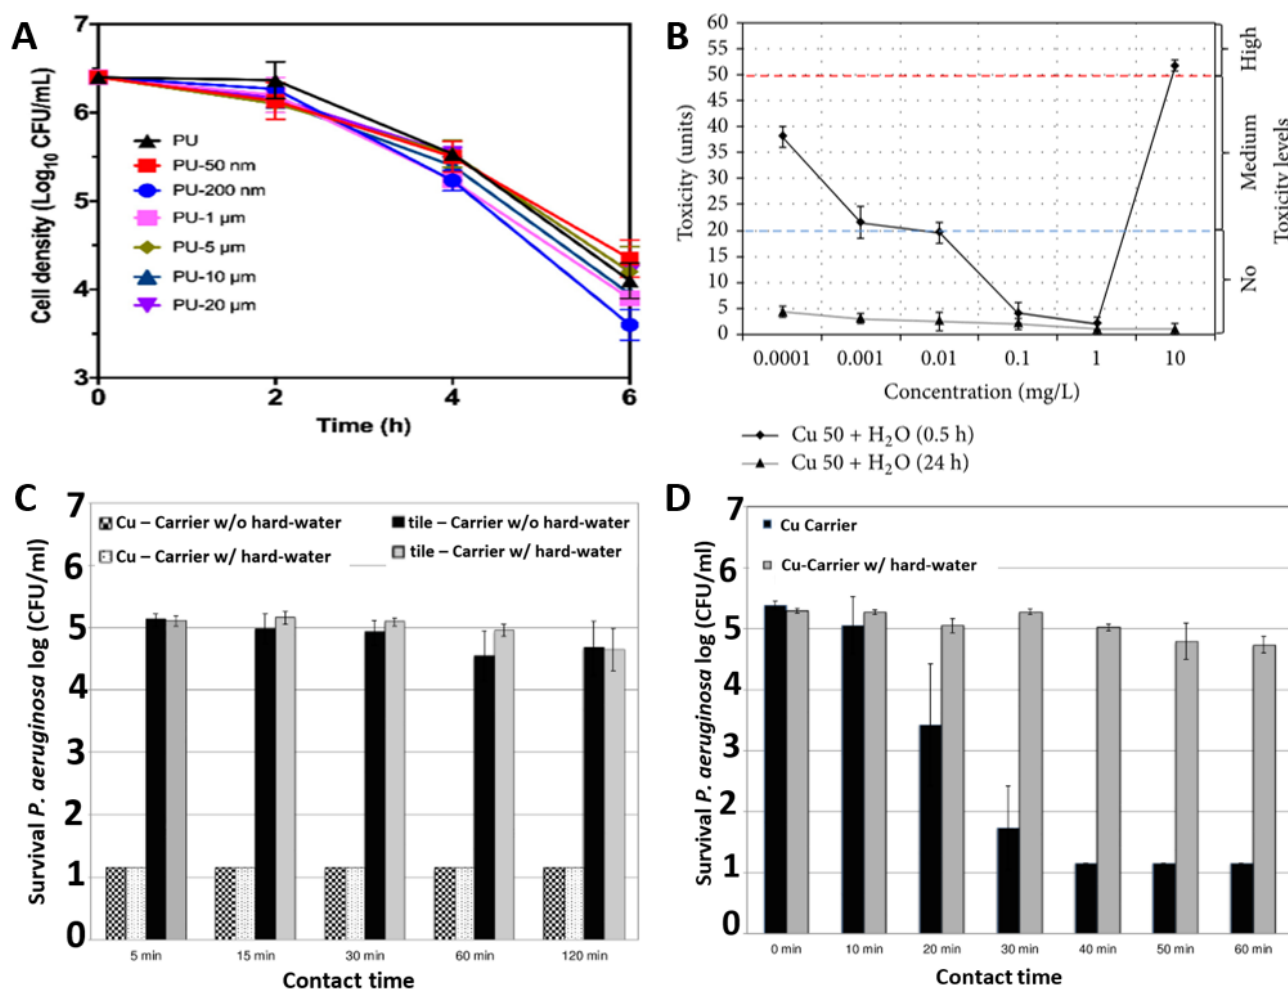 A
7
6
5
4
3
Cell density (Log10 CFU/mL)
PU
PU-50 nm
PU-200 nm
PU-1 µm
PU-5 µm
PU-10 µm
PU-20 µm
0 2 4 6
Time (h)
B
60
55
50
45
40
35
30
25
20
15
10
5
0
Toxicity (units)
High
Medium
No
Toxicity levels
0.0001 0.001 0.01 0.1 1 10
Concentration (mg/L)
Cu 50 + H2O (0.5 h)
Cu 50 + H2O (24 h)
C
7
6
5
4
3
2
1
0
Survival P. aeruginosa log (CFU/ml)
Cu – Carrier w/o hard-water
tile – Carrier w/o hard-water
Cu – Carrier w/ hard-water
tile – Carrier w/ hard-water
5 min 15 min 30 min 60 min 120 min
Contact time
D
7
6
5
4
3
2
1
0
Survival P. aeruginosa log (CFU/ml)
Cu Carrier
Cu-Carrier w/ hard-water
0 min 10 min 20 min 30 min 40 min 50 min 60 min
Contact time